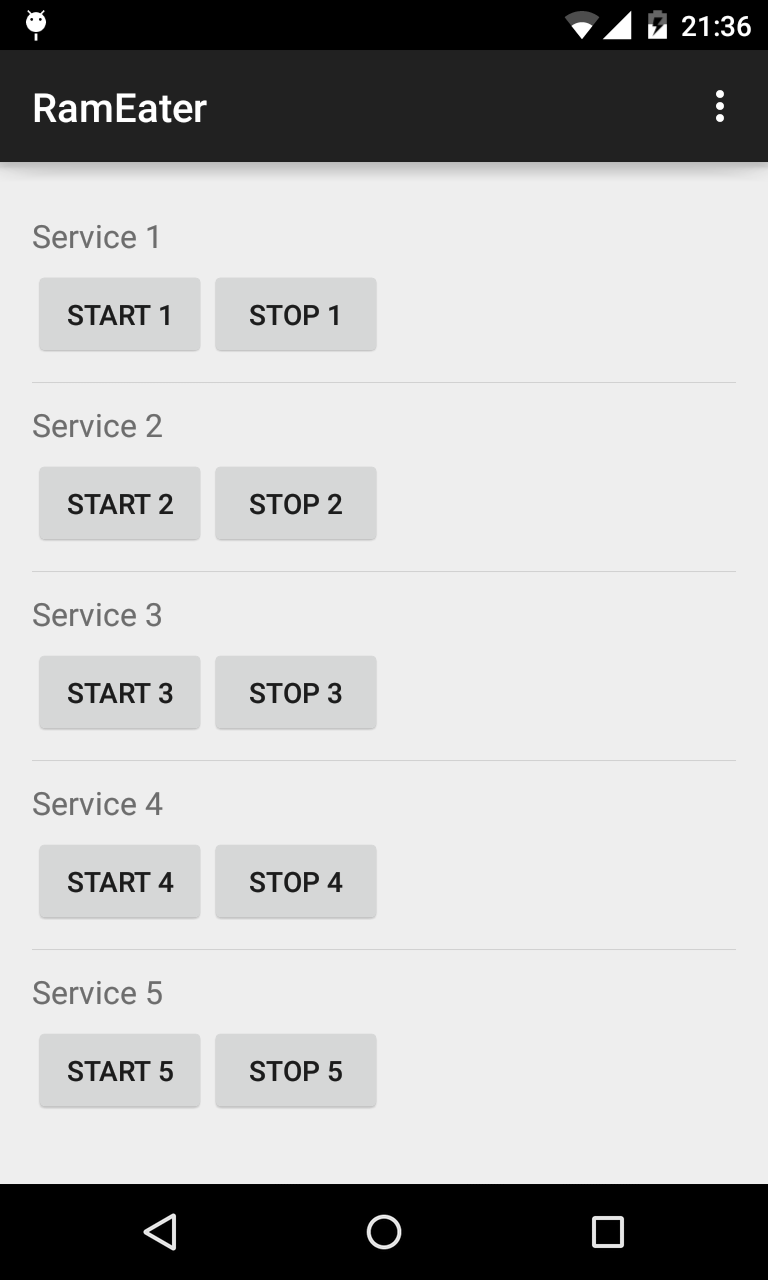 21:36
RamEater
Service 1
START 1 STOP 1
Service 2
START 2 STOP 2
Service 3
START 3 STOP 3
Service 4
START 4 STOP 4
Service 5
START 5 STOP 5